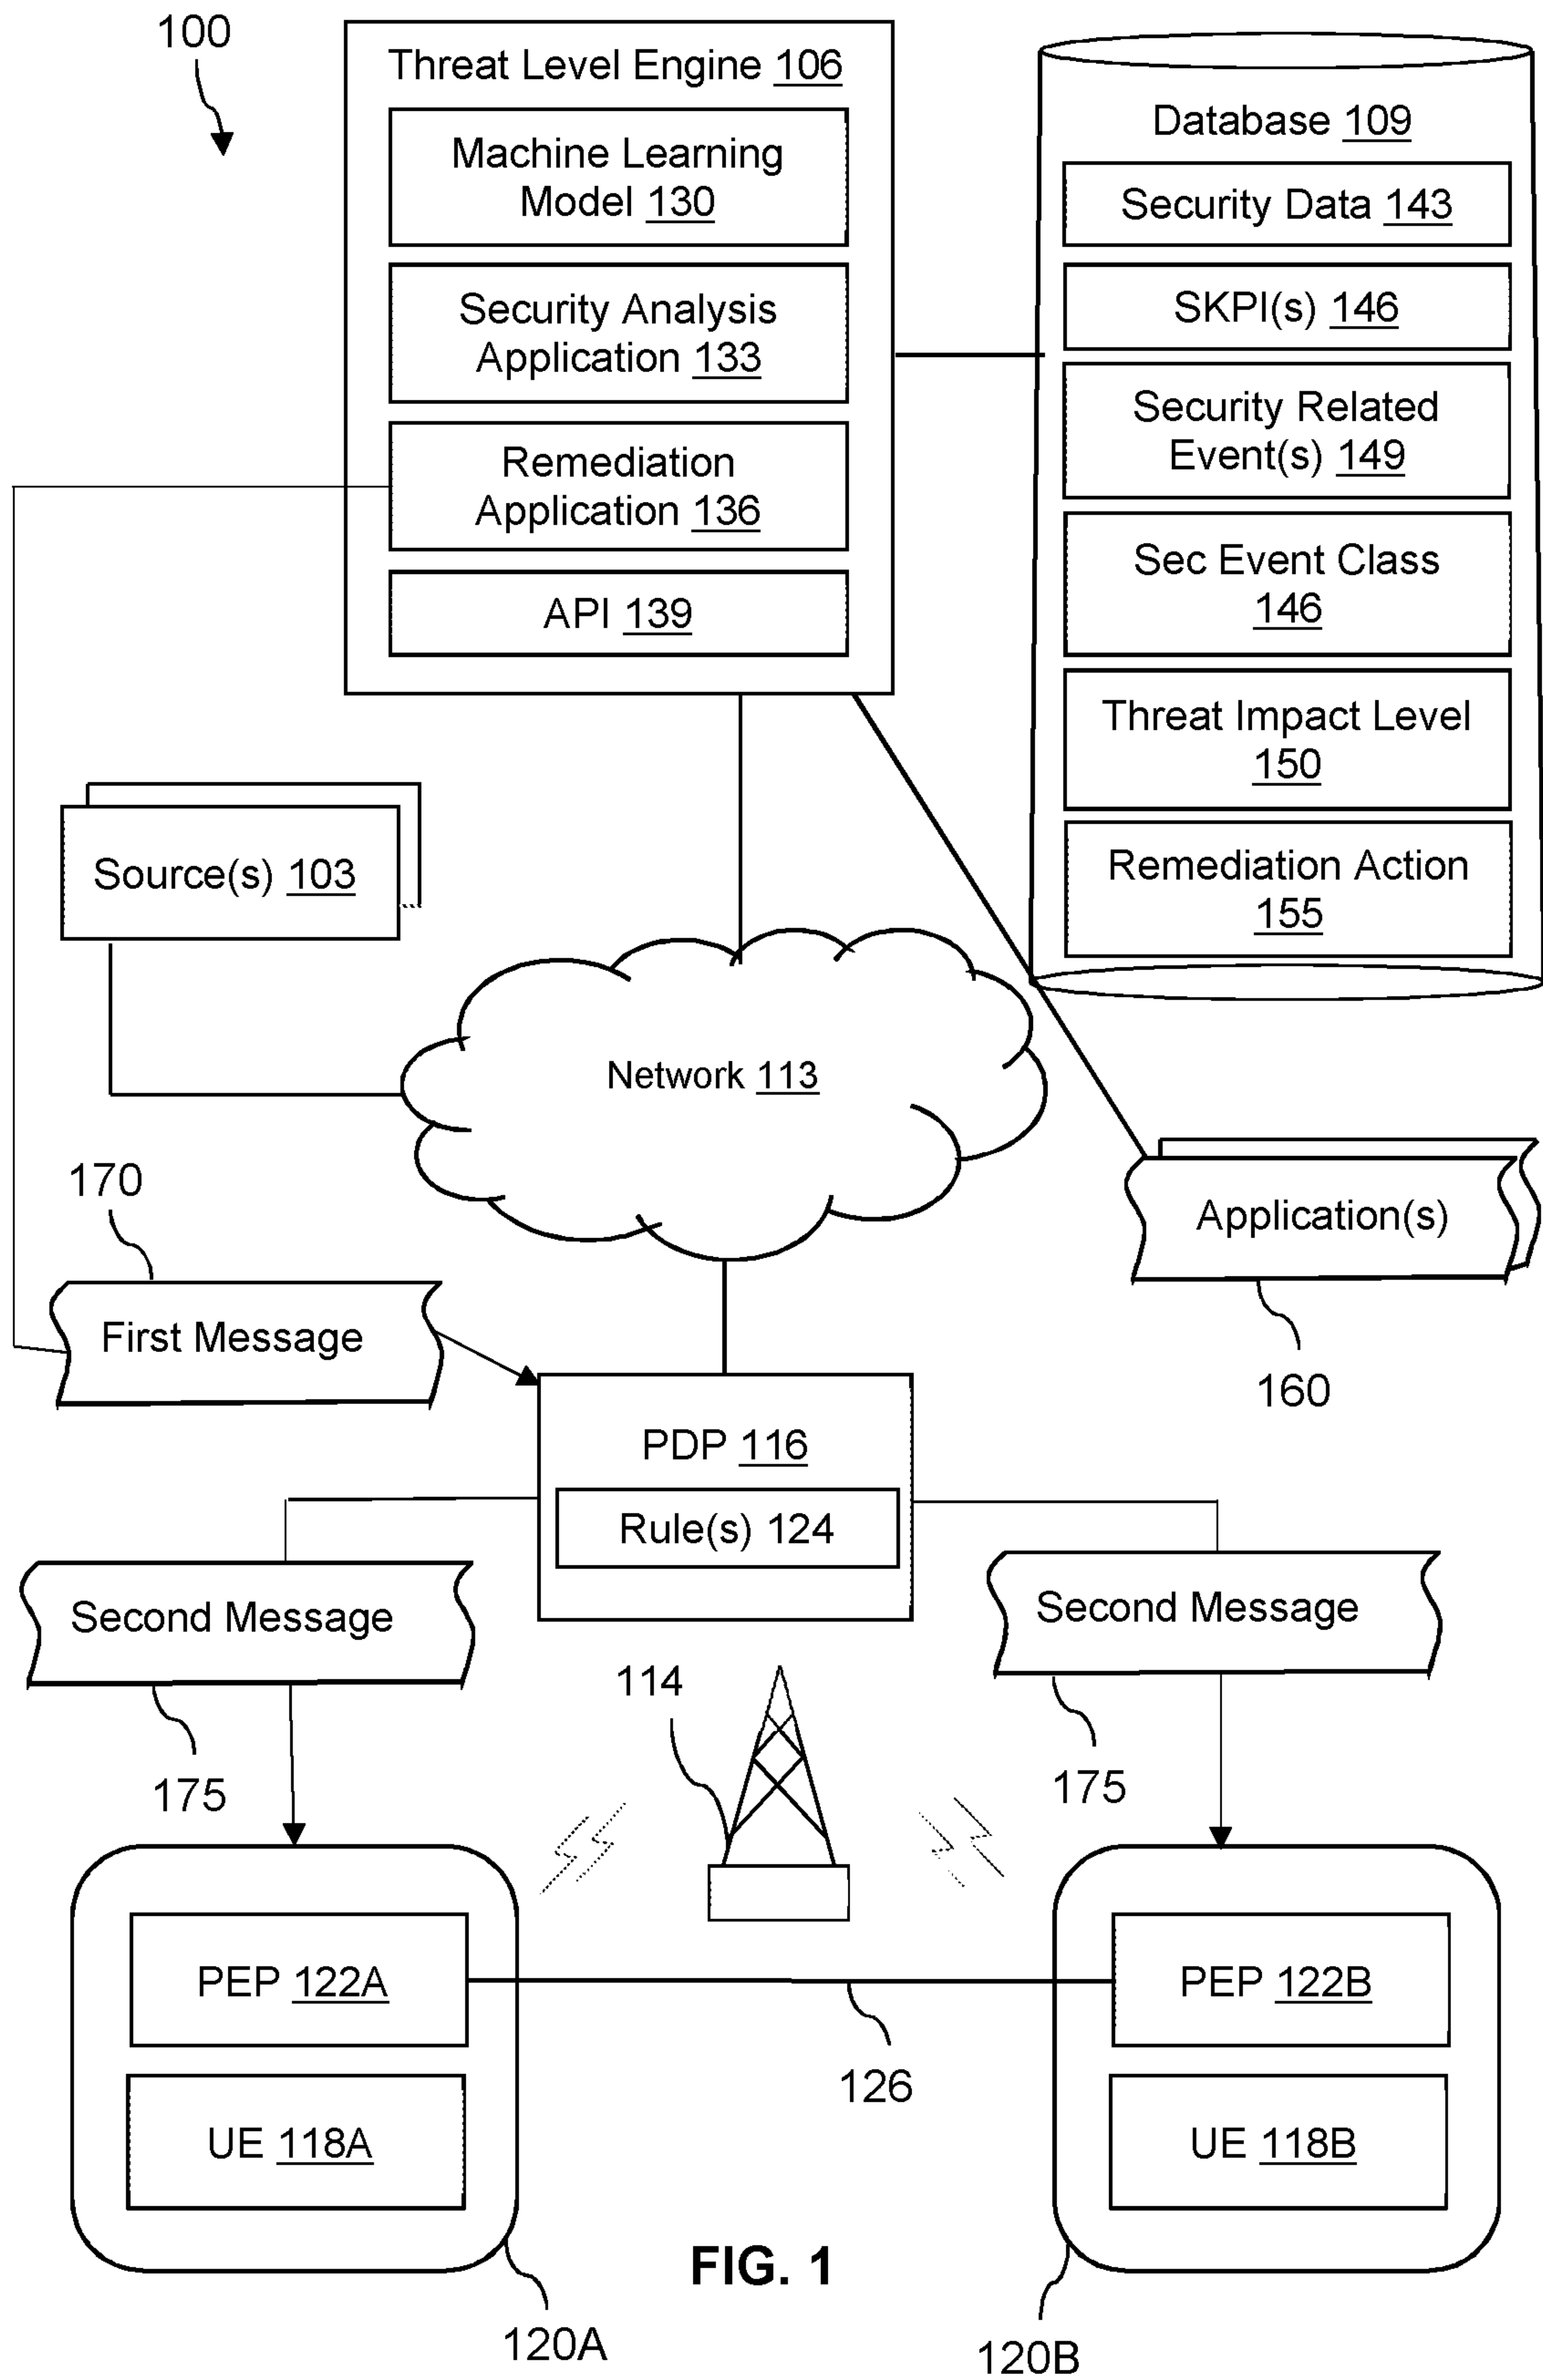 100
Threat Level Engine 106
Machine Learning
Model 130
Security Analysis
Application 133
Remediation
Application 136
API 139
Database 109
Security Data 143
SKPI(s) 146
Security Related
Event(s) 149
Sec Event Class
146
Threat Impact Level
150
Remediation Action
155
Source(s) 103
Network 113
Application(s)
160
170
First Message
PDP 116
Rule(s) 124
Second Message
175
Second Message
175
114
PEP 122A
UE 118A
120A
126
PEP 122B
UE 118B
120B
FIG. 1